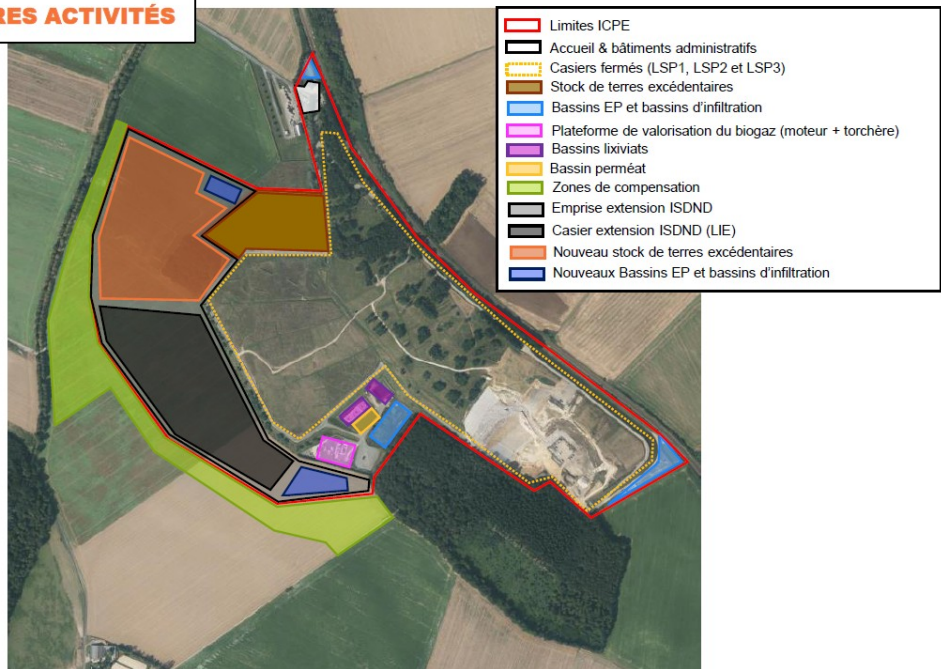 RES ACTIVITÉS
Limites ICPE
Accueil & bâtiments administratifs
Casiers fermés (LSP1, LSP2 et LSP3)
Stock de terres excédentaires
Bassins EP et bassins d'infiltration
Plateforme de valorisation du biogaz (moteur + torchère)
Bassins lixiviats
Bassin perméat
Zones de compensation
Emprise extension ISDND
Casier extension ISDND (LIE)
Nouveau stock de terres excédentaires
Nouveaux Bassins EP et bassins d'infiltration